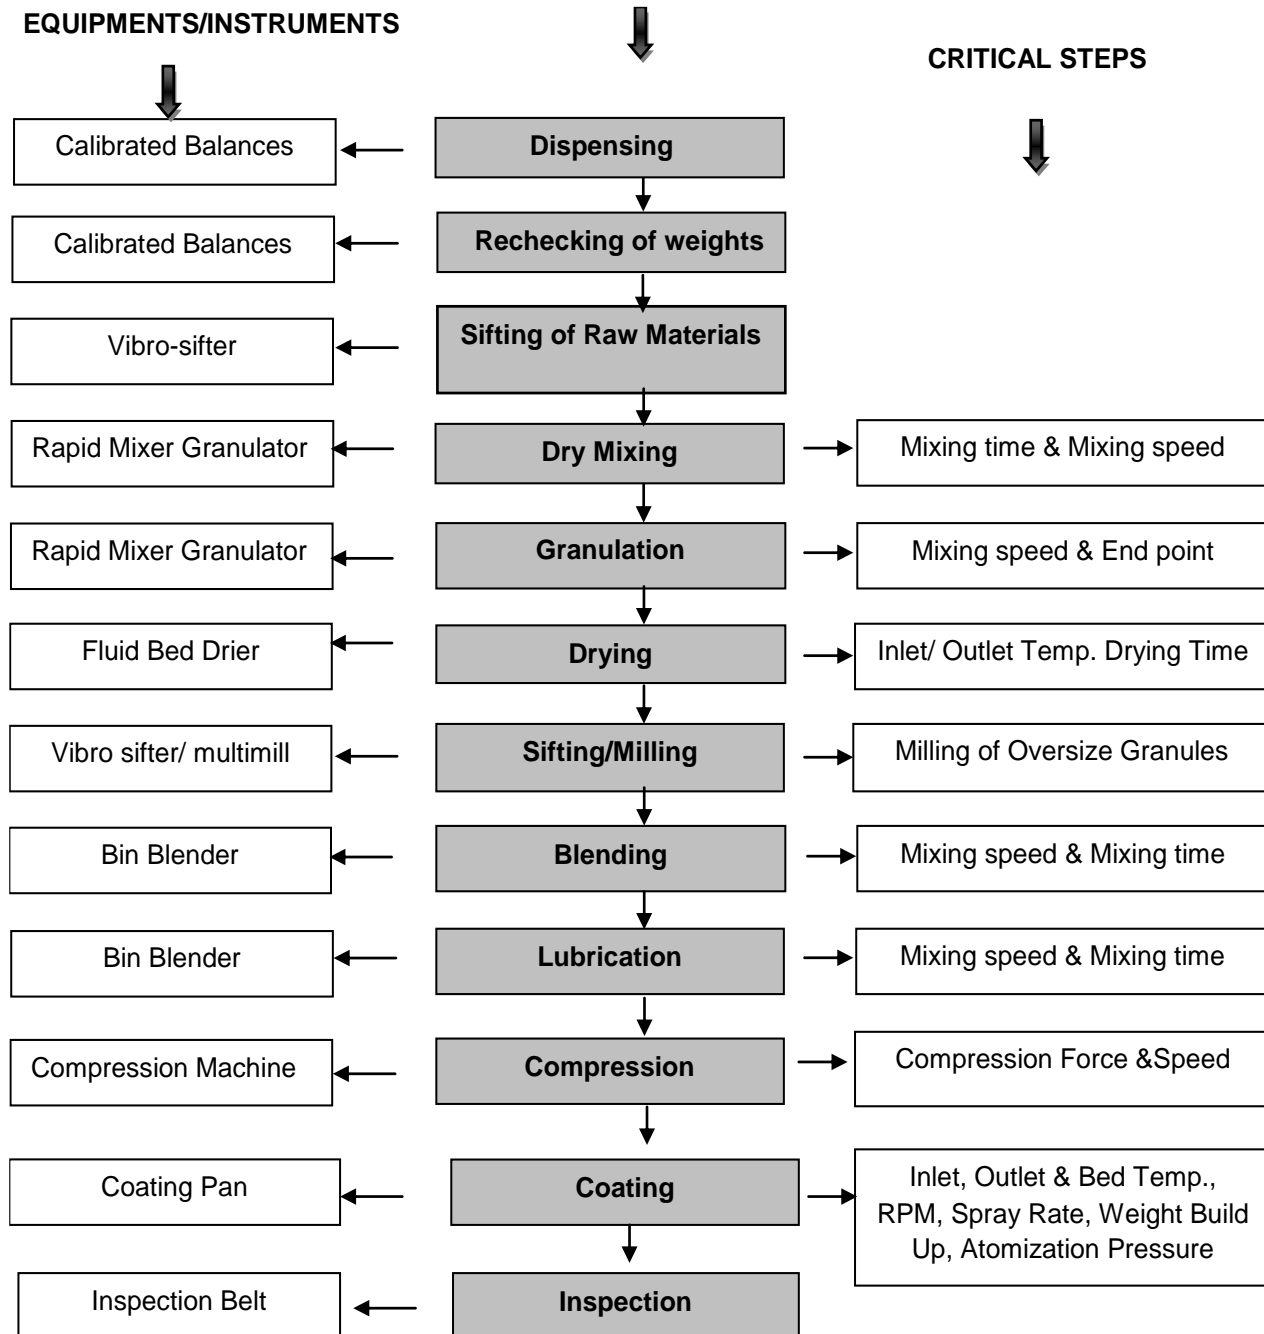 EQUIPMENTS/INSTRUMENTS
CRITICAL STEPS
Calibrated Balances
Dispensing
Calibrated Balances
Rechecking of weights
Vibro-sifter
Sifting of Raw Materials
Rapid Mixer Granulator
Dry Mixing
Mixing time & Mixing speed
Rapid Mixer Granulator
Granulation
Mixing speed & End point
Fluid Bed Drier
Drying
Inlet/ Outlet Temp. Drying Time
Vibro sifter/ multimill
Sifting/Milling
Milling of Oversize Granules
Bin Blender
Blending
Mixing speed & Mixing time
Bin Blender
Lubrication
Mixing speed & Mixing time
Compression Machine
Compression
Compression Force &Speed
Coating Pan
Coating
Inlet, Outlet & Bed Temp.,
RPM, Spray Rate, Weight Build
Up, Atomization Pressure
Inspection Belt
Inspection